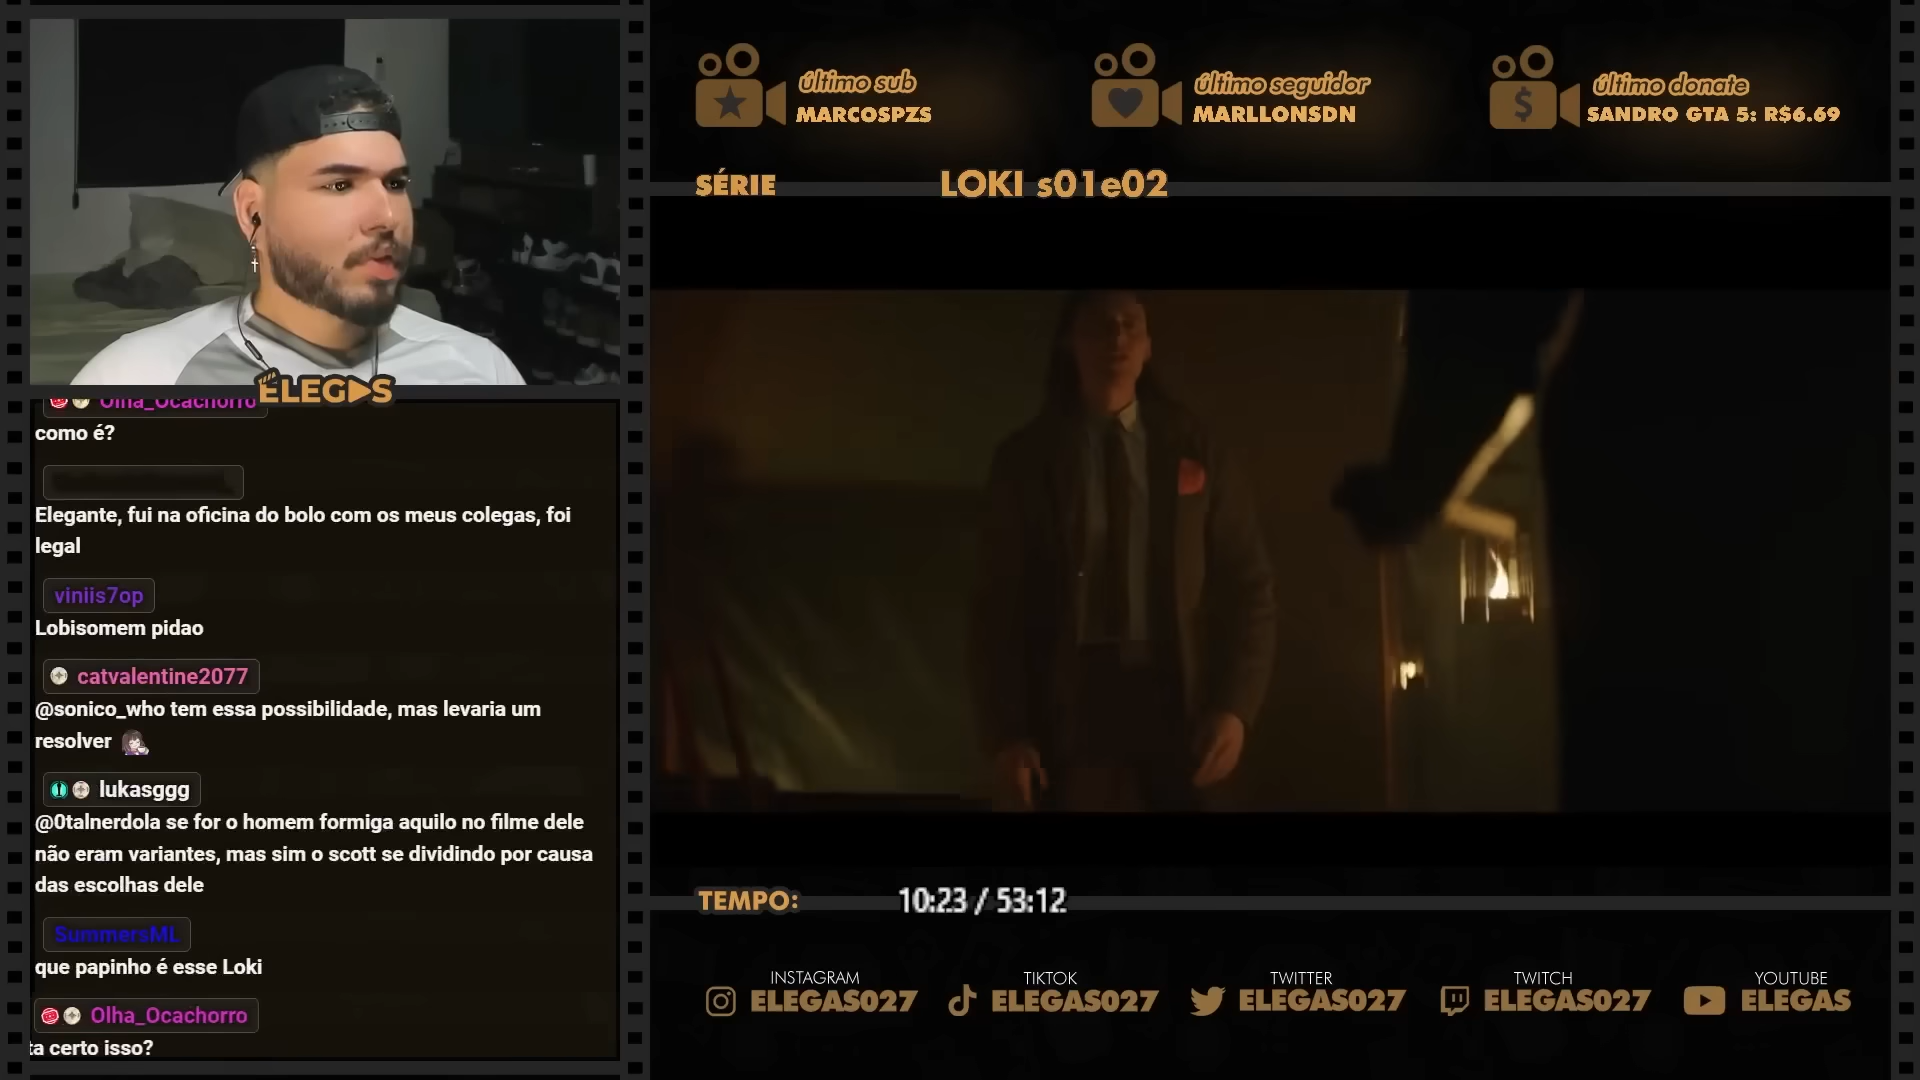 último sub
MARCOSPZS
último seguidor
MARLLONSDN
último donate
SANDRO GTA 5: R$6.69
SÉRIE
LOKI s01e02
ELEGAS
Olha_Ocachorro
como é?
Elegante, fui na oficina do bolo com os meus colegas, foi
legal
viniis7op
Lobisomem pidao
catvalentine2077
@sonico_who tem essa possibilidade, mas levaria um
resolver
lukasggg
@0talnerdola se for o homem formiga aquilo no filme dele
não eram variantes, mas sim o scott se dividindo por causa
das escolhas dele
SummersML
que papinho é esse Loki
Olha_Ocachorro
ta certo isso?
TEMPO:
10:23 / 53:12
INSTAGRAM
ELEGAS027
TIKTOK
ELEGAS027
TWITTER
ELEGAS027
TWITCH
ELEGAS027
YOUTUBE
ELEGAS